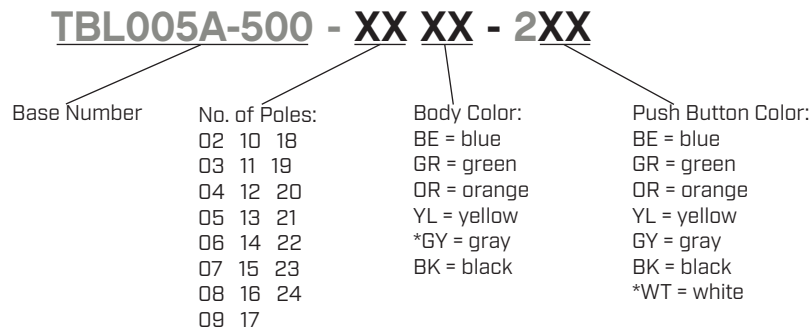 TBL005A-500 - XX XX - 2XX
Base Number
No. of Poles:
02 10 18
03 11 19
04 12 20
05 13 21
06 14 22
07 15 23
08 16 24
09 17
Body Color:
BE = blue
GR = green
OR = orange
YL = yellow
*GY = gray
BK = black
Push Button Color:
BE = blue
GR = green
OR = orange
YL = yellow
GY = gray
BK = black
*WT = white